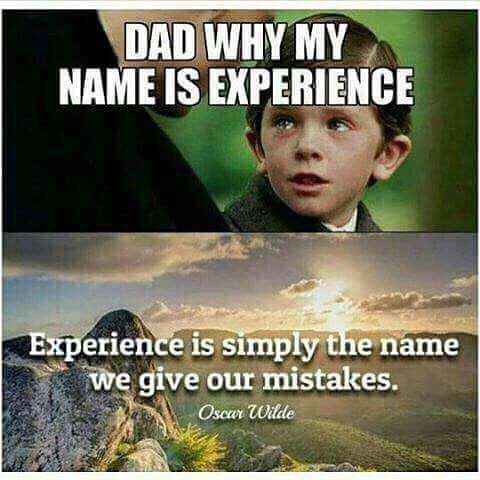 DAD WHY MY
NAME IS EXPERIENCE
Experience is simply the name
we give our mistakes.
Oscar Wilde